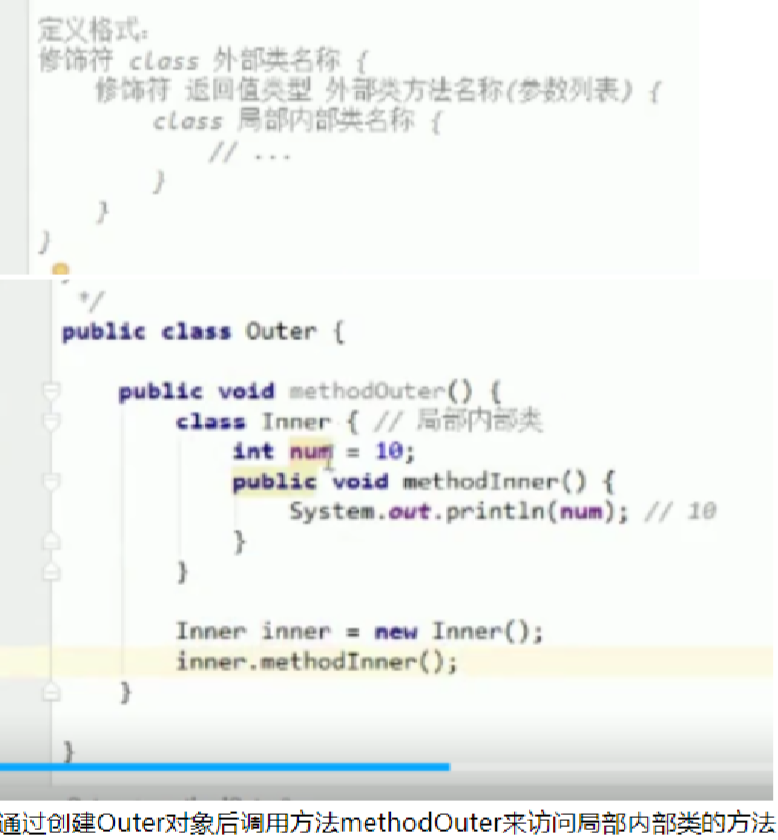 定义格式：
修饰符 class 外部类名称 {
修饰符 返回值类型 外部类方法名称(参数列表) {
class 局部内部类名称 {
// ...
}
}
}
*/
public class Outer {
public void methodOuter() {
class Inner { // 局部内部类
int num = 10;
public void methodInner() {
System.out.println(num); // 10
}
}
Inner inner = new Inner();
inner.methodInner();
}
}
通过创建Outer对象后调用方法methodOuter来访问局部内部类的方法